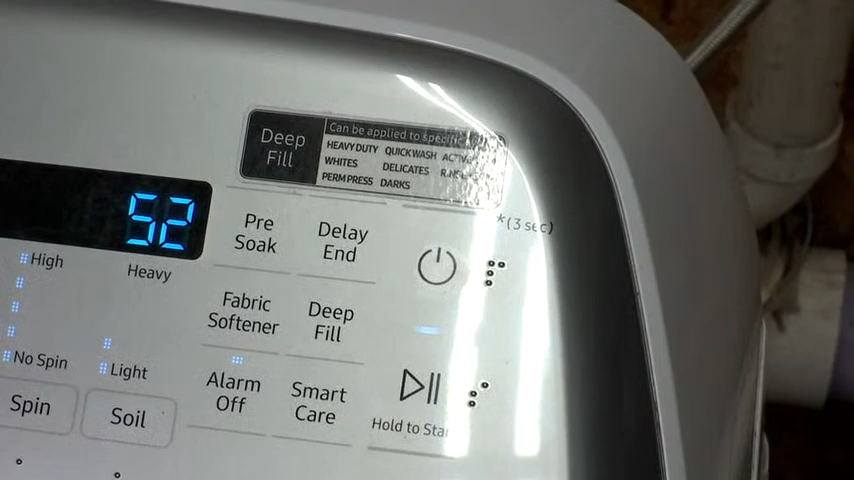 Deep
Fill
Can be applied to specific
HEAVY DUTY QUICK WASH
WHITES DELICATES
PERM PRESS DARKS
*(3 sec)
52
Pre
Soak
Delay
End
High
Heavy
Fabric
Softener
Deep
Fill
No Spin
Light
Alarm
Off
Smart
Care
Spin
Soil
Hold to Start